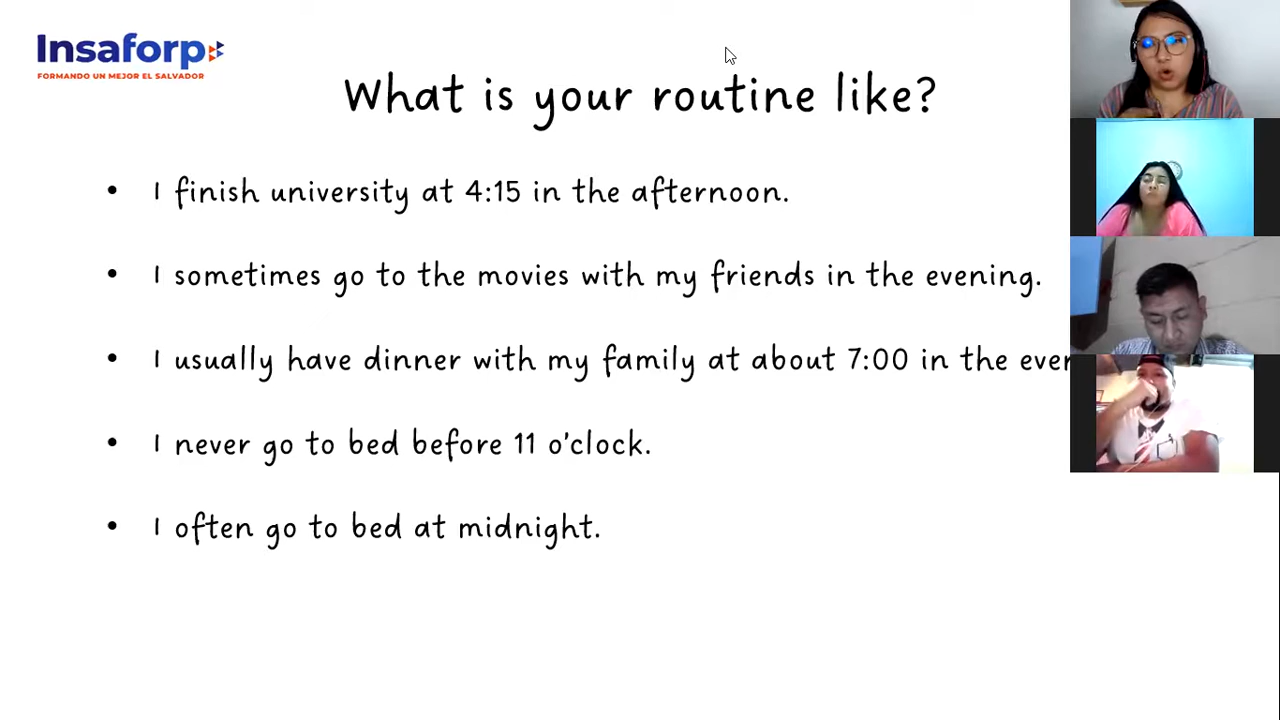 Insaforp
FORMANDO UN MEJOR EL SALVADOR
What is your routine like?
• I finish university at 4:15 in the afternoon.
• I sometimes go to the movies with my friends in the evening.
• I usually have dinner with my family at about 7:00 in the
• I never go to bed before 11 o'clock.
• I often go to bed at midnight.